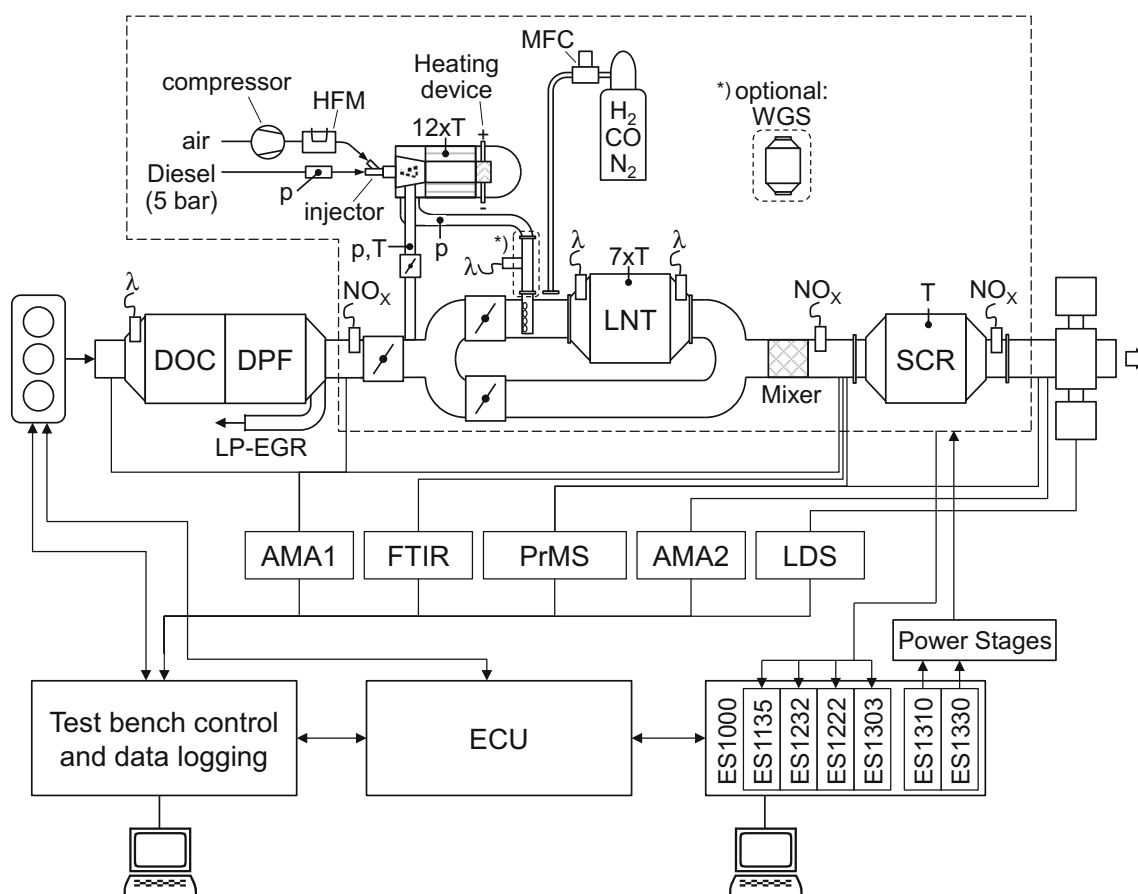 MFC
compressor
Heating
device
*) optional:
WGS
HFM
12xT
+
H2
CO
N2
air
Diesel
(5 bar)
p
injector
-
p,T
p
*)
λ
λ
7xT
λ
λ
NOX
NOX
T
NOX
DOC
DPF
LNT
SCR
Mixer
LP-EGR
AMA1
FTIR
PrMS
AMA2
LDS
Power Stages
Test bench control
and data logging
ECU
ES1000
ES1135
ES1232
ES1222
ES1303
ES1310
ES1330